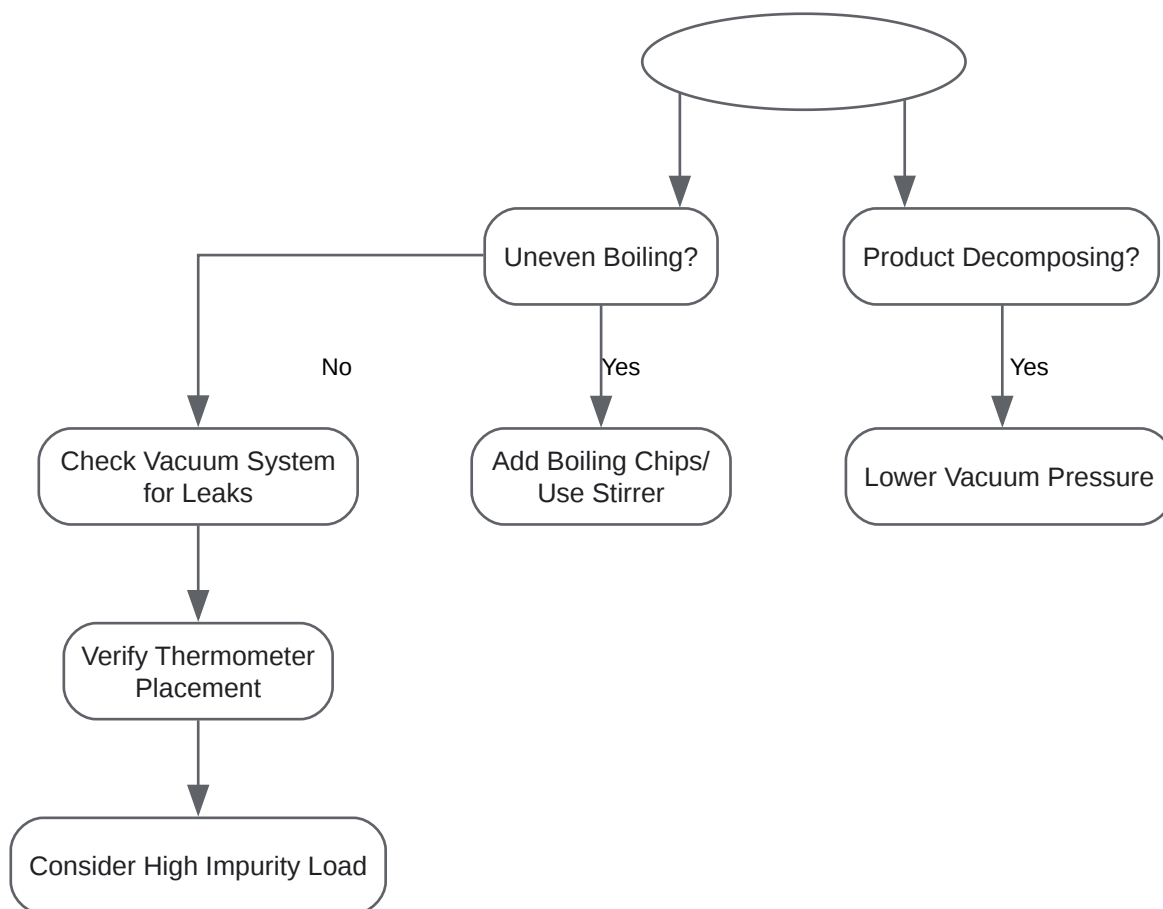 Uneven Boiling?
Product Decomposing?
No
Yes
Yes
Check Vacuum System
for Leaks
Add Boiling Chips/
Use Stirrer
Lower Vacuum Pressure
Verify Thermometer
Placement
Consider High Impurity Load